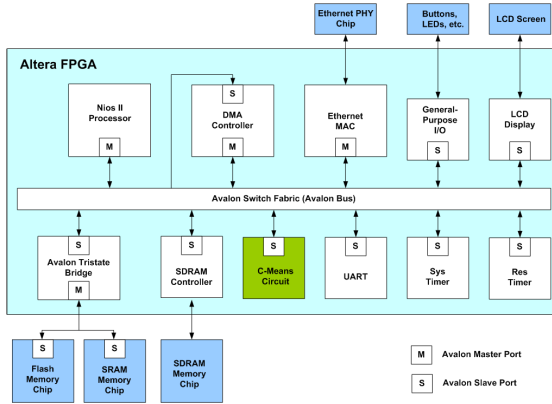 Ethernet PHY
Chip
Buttons,
LEDs, etc.
LCD Screen
Altera FPGA
Nios II
Processor
M
S
DMA
Controller
M
Ethernet
MAC
M
General-
Purpose
I/O
S
LCD
Display
S
Avalon Switch Fabric (Avalon Bus)
S
Avalon Tristate
Bridge
M
S
SDRAM
Controller
S
C-Means
Circuit
S
UART
S
Sys
Timer
S
Res
Timer
S
Flash
Memory
Chip
S
SRAM
Memory
Chip
SDRAM
Memory
Chip
M Avalon Master Port
S Avalon Slave Port